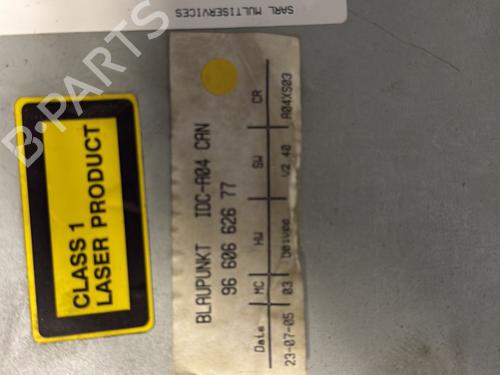 SARL MULTISERVICES
CLASS 1
LASER PRODUCT
BLAUPUNKT IDC-A04 CAN
96 606 626 77
Date MC HW SW CR
23-07-05 03 V2.40 A04XS03
B-PARTS